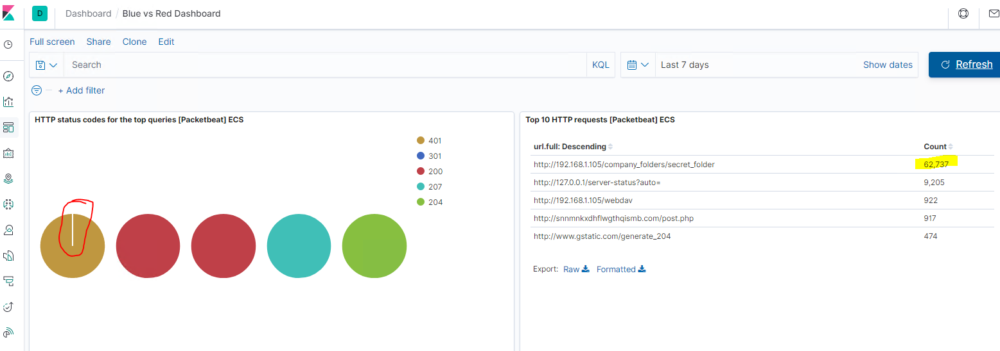 D Dashboard / Blue vs Red Dashboard
Full screen Share Clone Edit
Search KQL Last 7 days Show dates Refresh
+ Add filter
HTTP status codes for the top queries [Packetbeat] ECS
401
301
200
207
204
Top 10 HTTP requests [Packetbeat] ECS
url.full: Descending Count
http://192.168.1.105/company_folders/secret_folder 62,737
http://127.0.0.1/server-status?auto= 9,205
http://192.168.1.105/webdav 922
http://snnmnkxdhflwgthqismb.com/post.php 917
http://www.gstatic.com/generate_204 474
Export: Raw Formatted